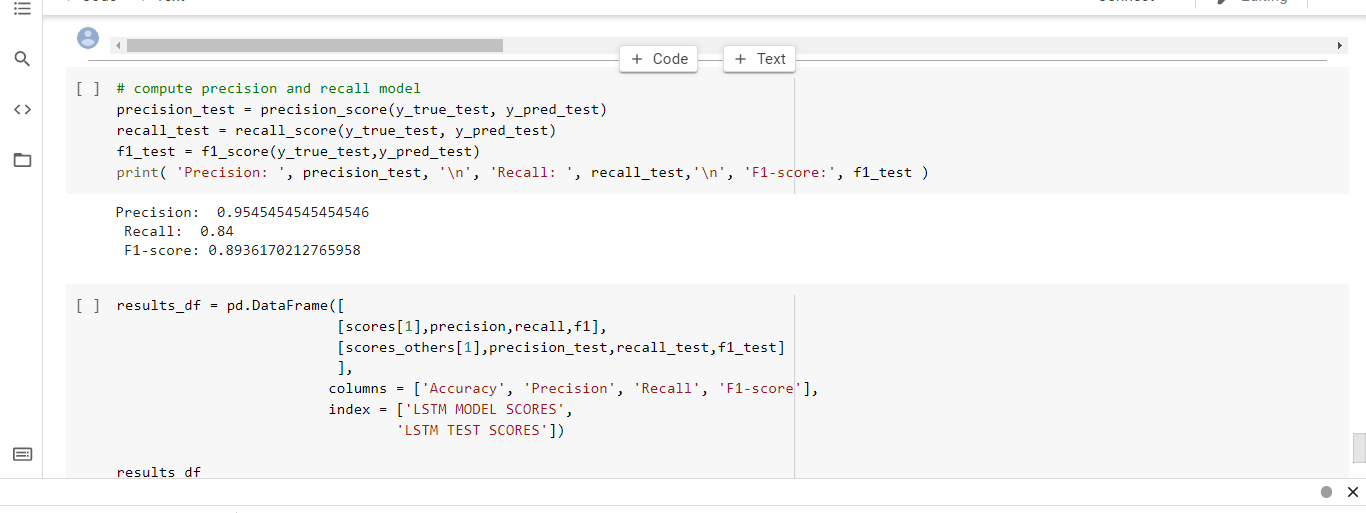 + Code + Text
[ ] # compute precision and recall model
precision_test = precision_score(y_true_test, y_pred_test)
recall_test = recall_score(y_true_test, y_pred_test)
f1_test = f1_score(y_true_test,y_pred_test)
print( 'Precision: ', precision_test, '\n', 'Recall: ', recall_test,'\n', 'F1-score:', f1_test )
Precision:  0.9545454545454546
Recall:  0.84
F1-score: 0.8936170212765958
[ ] results_df = pd.DataFrame([
[scores[1],precision,recall,f1],
[scores_others[1],precision_test,recall_test,f1_test]
],
columns = ['Accuracy', 'Precision', 'Recall', 'F1-score'],
index = ['LSTM MODEL SCORES',
'LSTM TEST SCORES'])
results_df